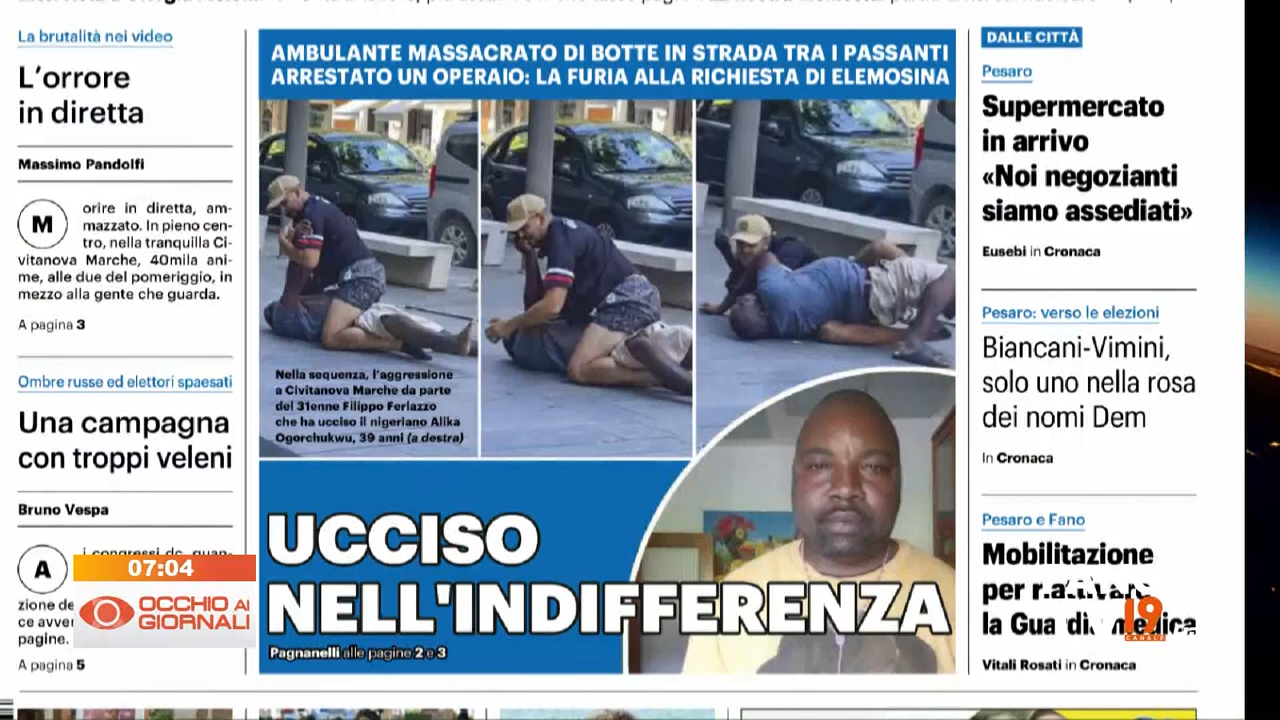 La brutalità nei video
L'orrore
in diretta
Massimo Pandolfi
M
orire in diretta, am-
mazzato. In pieno cen-
tro, nella tranquilla Ci-
vitanova Marche, 40mila ani-
me, alle due del pomeriggio, in
mezzo alla gente che guarda.
A pagina 3
Ombre russe ed elettori spaesati
Una campagna
con troppi veleni
Bruno Vespa
A
i congressi dc, quan-
zione de
ce avver
pagine.
A pagina 5
07:04
OCCHIO AI
GIORNALI
AMBULANTE MASSACRATO DI BOTTE IN STRADA TRA I PASSANTI
ARRESTATO UN OPERAIO: LA FURIA ALLA RICHIESTA DI ELEMOSINA
Nella sequenza, l'aggressione
a Civitanova Marche da parte
del 31enne Filippo Ferlazzo
che ha ucciso il nigeriano Alika
Ogorchukwu, 39 anni (a destra)
UCCISO
NELL'INDIFFERENZA
Pagnanelli alle pagine 2 e 3
DALLE CITTÀ
Pesaro
Supermercato
in arrivo
«Noi negozianti
siamo assediati»
Eusebi in Cronaca
Pesaro: verso le elezioni
Biancani-Vimini,
solo uno nella rosa
dei nomi Dem
In Cronaca
Pesaro e Fano
Mobilitazione
per
la
Vitali Rosati in Cronaca
19
CANALE